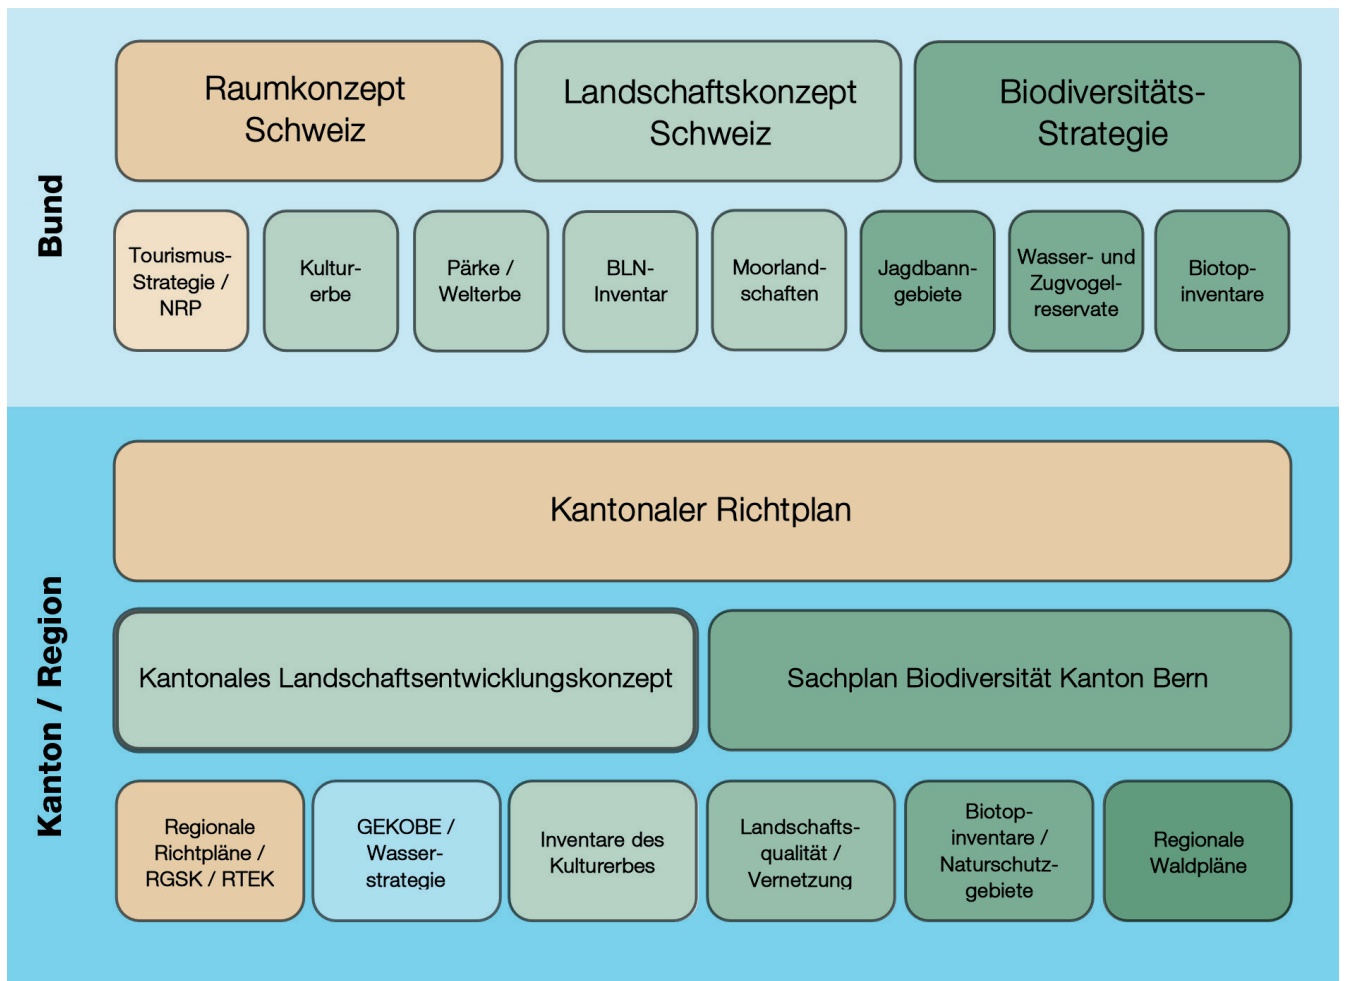 Bund
Raumkonzept
Schweiz
Landschaftskonzept
Schweiz
Biodiversitäts-
Strategie
Tourismus-
Strategie /
NRP
Kultur-
erbe
Pärke /
Welterbe
BLN-
Inventar
Moorland-
schaften
Jagdbann-
gebiete
Wasser- und
Zugvogel-
reservate
Biotop-
inventare
Kanton / Region
Kantonaler Richtplan
Kantonales Landschaftsentwicklungskonzept
Sachplan Biodiversität Kanton Bern
Regionale
Richtpläne /
RGSK / RTEK
GEKOBE /
Wasser-
strategie
Inventare des
Kulturerbes
Landschafts-
qualität /
Vernetzung
Biotop-
inventare /
Naturschutz-
gebiete
Regionale
Waldpläne